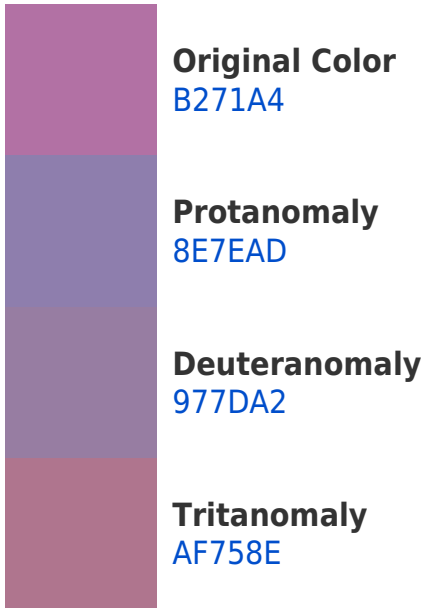 Original Color
B271A4
Protanomaly
8E7EAD
Deuteranomaly
977DA2
Tritanomaly
AF758E